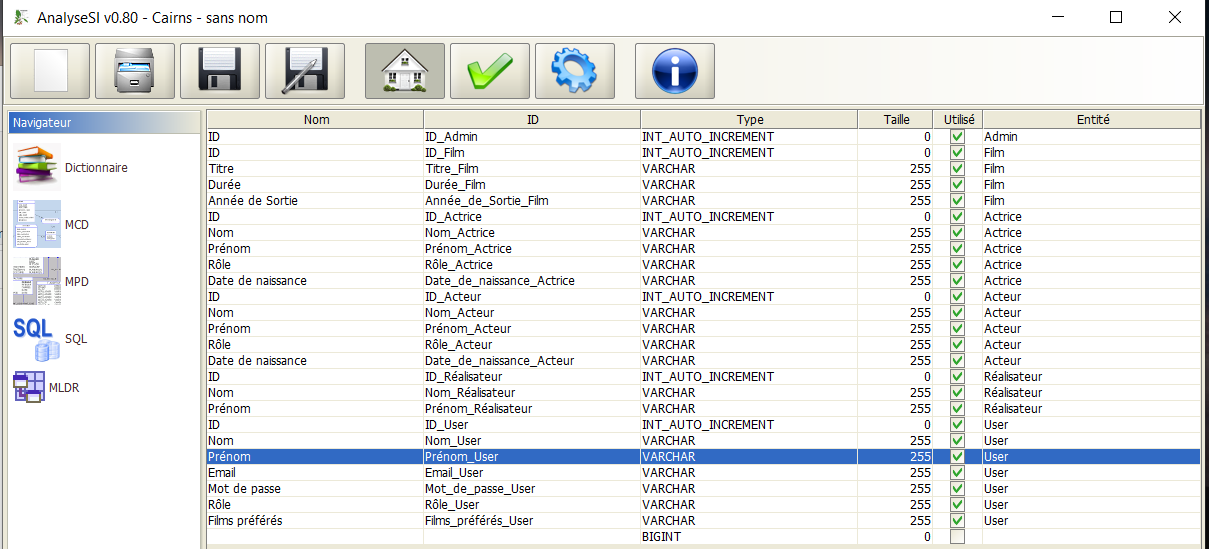 AnalyseSI v0.80 - Cairns - sans nom
Navigateur
Dictionnaire
MCD
MPD
SQL SQL
MLDR
Nom ID Type Taille Utilisé Entité
ID ID_Admin INT_AUTO_INCREMENT 0 Admin
ID ID_Film INT_AUTO_INCREMENT 0 Film
Titre Titre_Film VARCHAR 255 Film
Durée Durée_Film VARCHAR 255 Film
Année de Sortie Année_de_Sortie_Film VARCHAR 255 Film
ID ID_Actrice INT_AUTO_INCREMENT 0 Actrice
Nom Nom_Actrice VARCHAR 255 Actrice
Prénom Prénom_Actrice VARCHAR 255 Actrice
Rôle Rôle_Actrice VARCHAR 255 Actrice
Date de naissance Date_de_naissance_Actrice VARCHAR 255 Actrice
ID ID_Acteur INT_AUTO_INCREMENT 0 Acteur
Nom Nom_Acteur VARCHAR 255 Acteur
Prénom Prénom_Acteur VARCHAR 255 Acteur
Rôle Rôle_Acteur VARCHAR 255 Acteur
Date de naissance Date_de_naissance_Acteur VARCHAR 255 Acteur
ID ID_Réalisateur INT_AUTO_INCREMENT 0 Réalisateur
Nom Nom_Réalisateur VARCHAR 255 Réalisateur
Prénom Prénom_Réalisateur VARCHAR 255 Réalisateur
ID ID_User INT_AUTO_INCREMENT 0 User
Nom Nom_User VARCHAR 255 User
Prénom Prénom_User VARCHAR 255 User
Email Email_User VARCHAR 255 User
Mot de passe Mot_de_passe_User VARCHAR 255 User
Rôle Rôle_User VARCHAR 255 User
Films préférés Films_préférés_User VARCHAR 255 User
BIGINT 0